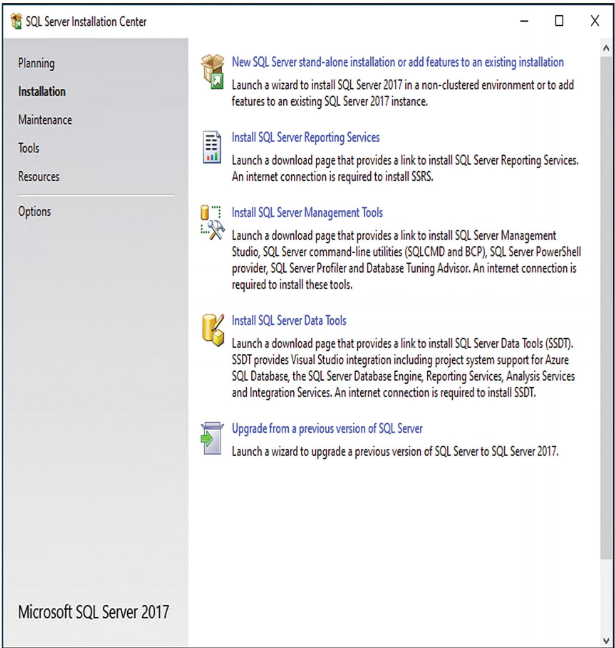 SQL Server Installation Center
Planning
Installation
Maintenance
Tools
Resources
Options
Microsoft SQL Server 2017
New SQL Server stand-alone installation or add features to an existing installation
Launch a wizard to install SQL Server 2017 in a non-clustered environment or to add
features to an existing SQL Server 2017 instance.
Install SQL Server Reporting Services
Launch a download page that provides a link to install SQL Server Reporting Services.
An internet connection is required to install SSRS.
Install SQL Server Management Tools
Launch a download page that provides a link to install SQL Server Management
Studio, SQL Server command-line utilities (SQLCMD and BCP), SQL Server PowerShell
provider, SQL Server Profiler and Database Tuning Advisor. An internet connection is
required to install these tools.
Install SQL Server Data Tools
Launch a download page that provides a link to install SQL Server Data Tools (SSDT).
SSDT provides Visual Studio integration including project system support for Azure
SQL Database, the SQL Server Database Engine, Reporting Services, Analysis Services
and Integration Services. An internet connection is required to install SSDT.
Upgrade from a previous version of SQL Server
Launch a wizard to upgrade a previous version of SQL Server to SQL Server 2017.